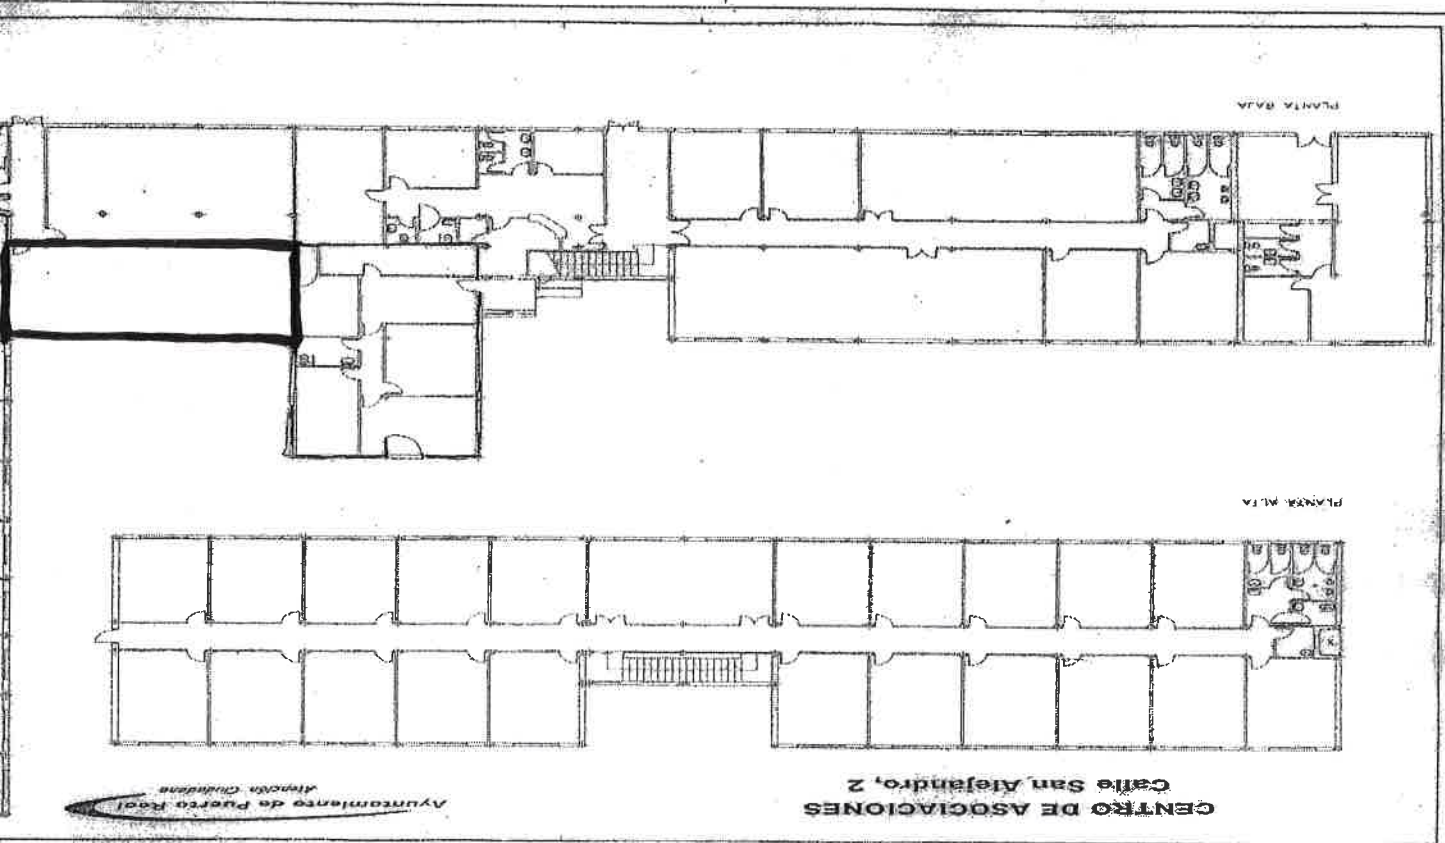 CENTRO DE ASOCIACIONES
Calle San Alejandro, 2
Ayuntamiento de Puerto Real
Atención Ciudadana
PLANTA ALTA
PLANTA BAJA